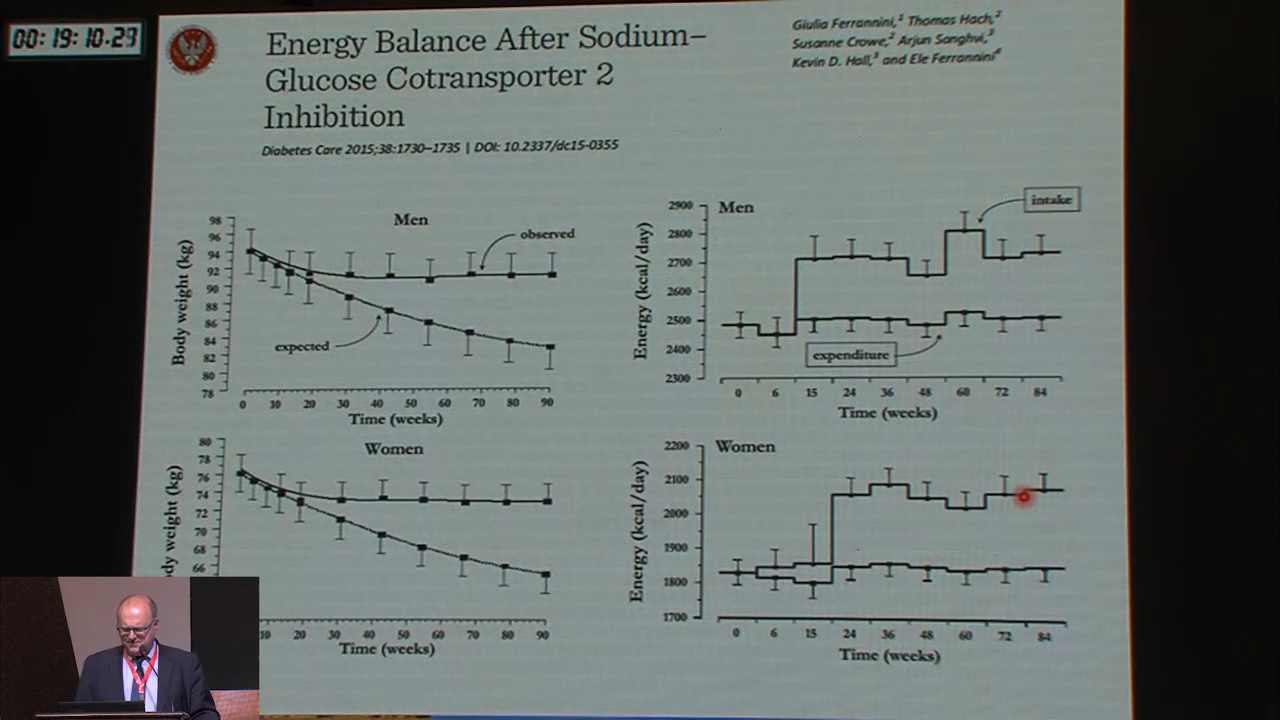 00:19:10.29
Energy Balance After Sodium–
Glucose Cotransporter 2
Inhibition
Giulia Ferrannini,1 Thomas Hach,2
Susanne Crowe,2 Arjun Sanghvi,3
Kevin D. Hall,3 and Ele Ferrannini4
Diabetes Care 2015;38:1730–1735 | DOI: 10.2337/dc15-0355
Men
observed
expected
Body weight (kg)
98
96
94
92
90
88
86
84
82
80
78
0 10 20 30 40 50 60 70 80 90
Time (weeks)
Men
intake
expenditure
Energy (kcal/day)
2900
2800
2700
2600
2500
2400
2300
0 6 15 24 36 48 60 72 84
Time (weeks)
Women
dy weight (kg)
80
78
76
74
72
70
68
66
10 20 30 40 50 60 70 80 90
Time (weeks)
Women
Energy (kcal/day)
2200
2100
2000
1900
1800
1700
0 6 15 24 36 48 60 72 84
Time (weeks)